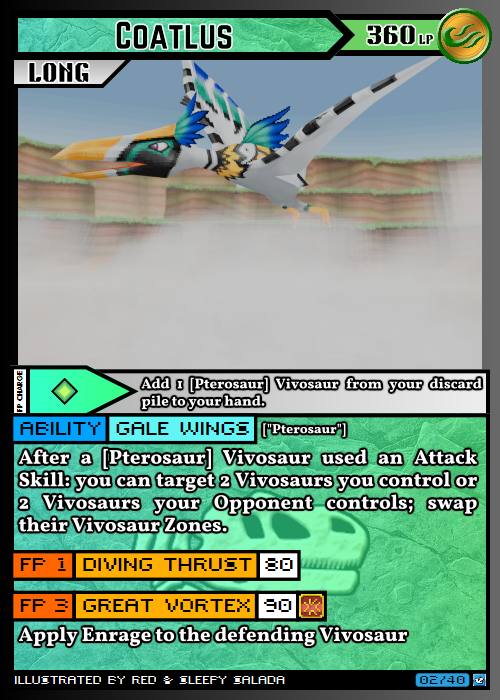 COATLUS
360 LP
LONG
FP CHARGE
Add 1 [Pterosaur] Vivosaur from your discard
pile to your hand.
ABILITY GALE WINGS ["Pterosaur"]
After a [Pterosaur] Vivosaur used an Attack
Skill: you can target 2 Vivosaurs you control or
2 Vivosaurs your Opponent controls; swap
their Vivosaur Zones.
FP 1 DIVING THRUST 80
FP 3 GREAT VORTEX 90
Apply Enrage to the defending Vivosaur
ILLUSTRATED BY RED & SLEEPY SALADA
02/40